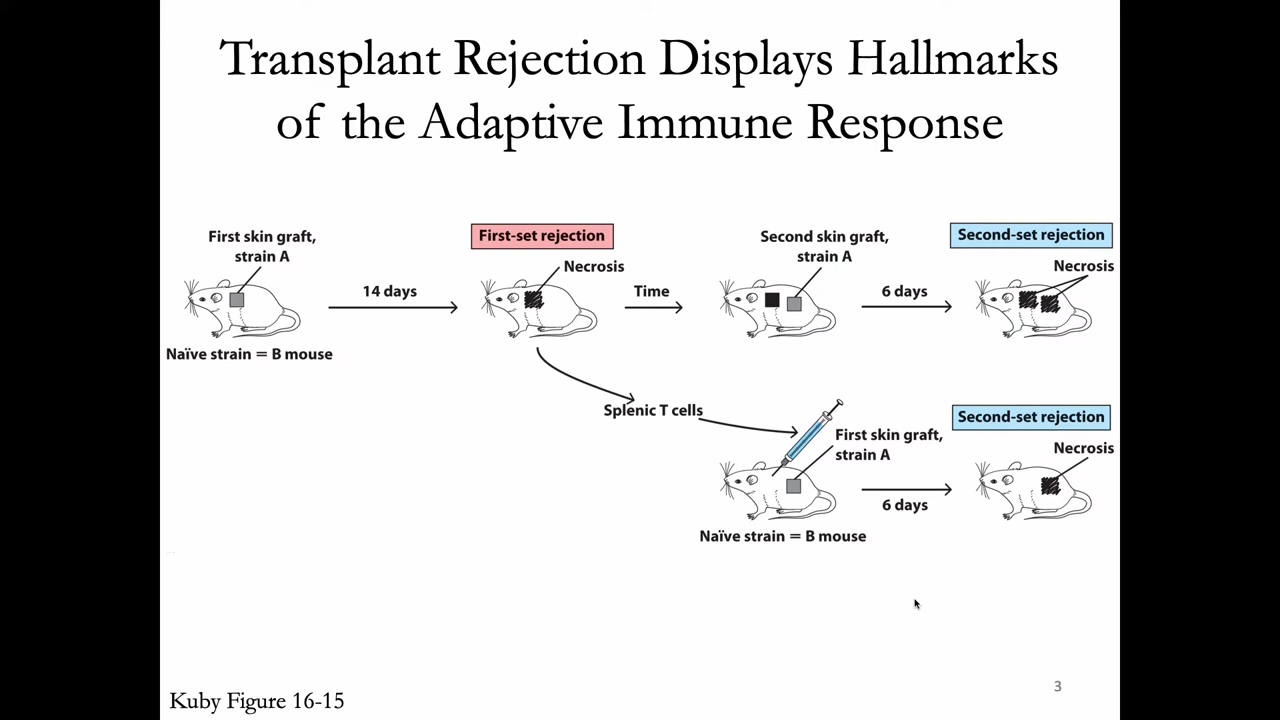 Transplant Rejection Displays Hallmarks
of the Adaptive Immune Response
First skin graft,
strain A
Naïve strain = B mouse
14 days
First-set rejection
Necrosis
Time
Second skin graft,
strain A
6 days
Second-set rejection
Necrosis
Splenic T cells
First skin graft,
strain A
Naïve strain = B mouse
6 days
Second-set rejection
Necrosis
Kuby Figure 16-15
3